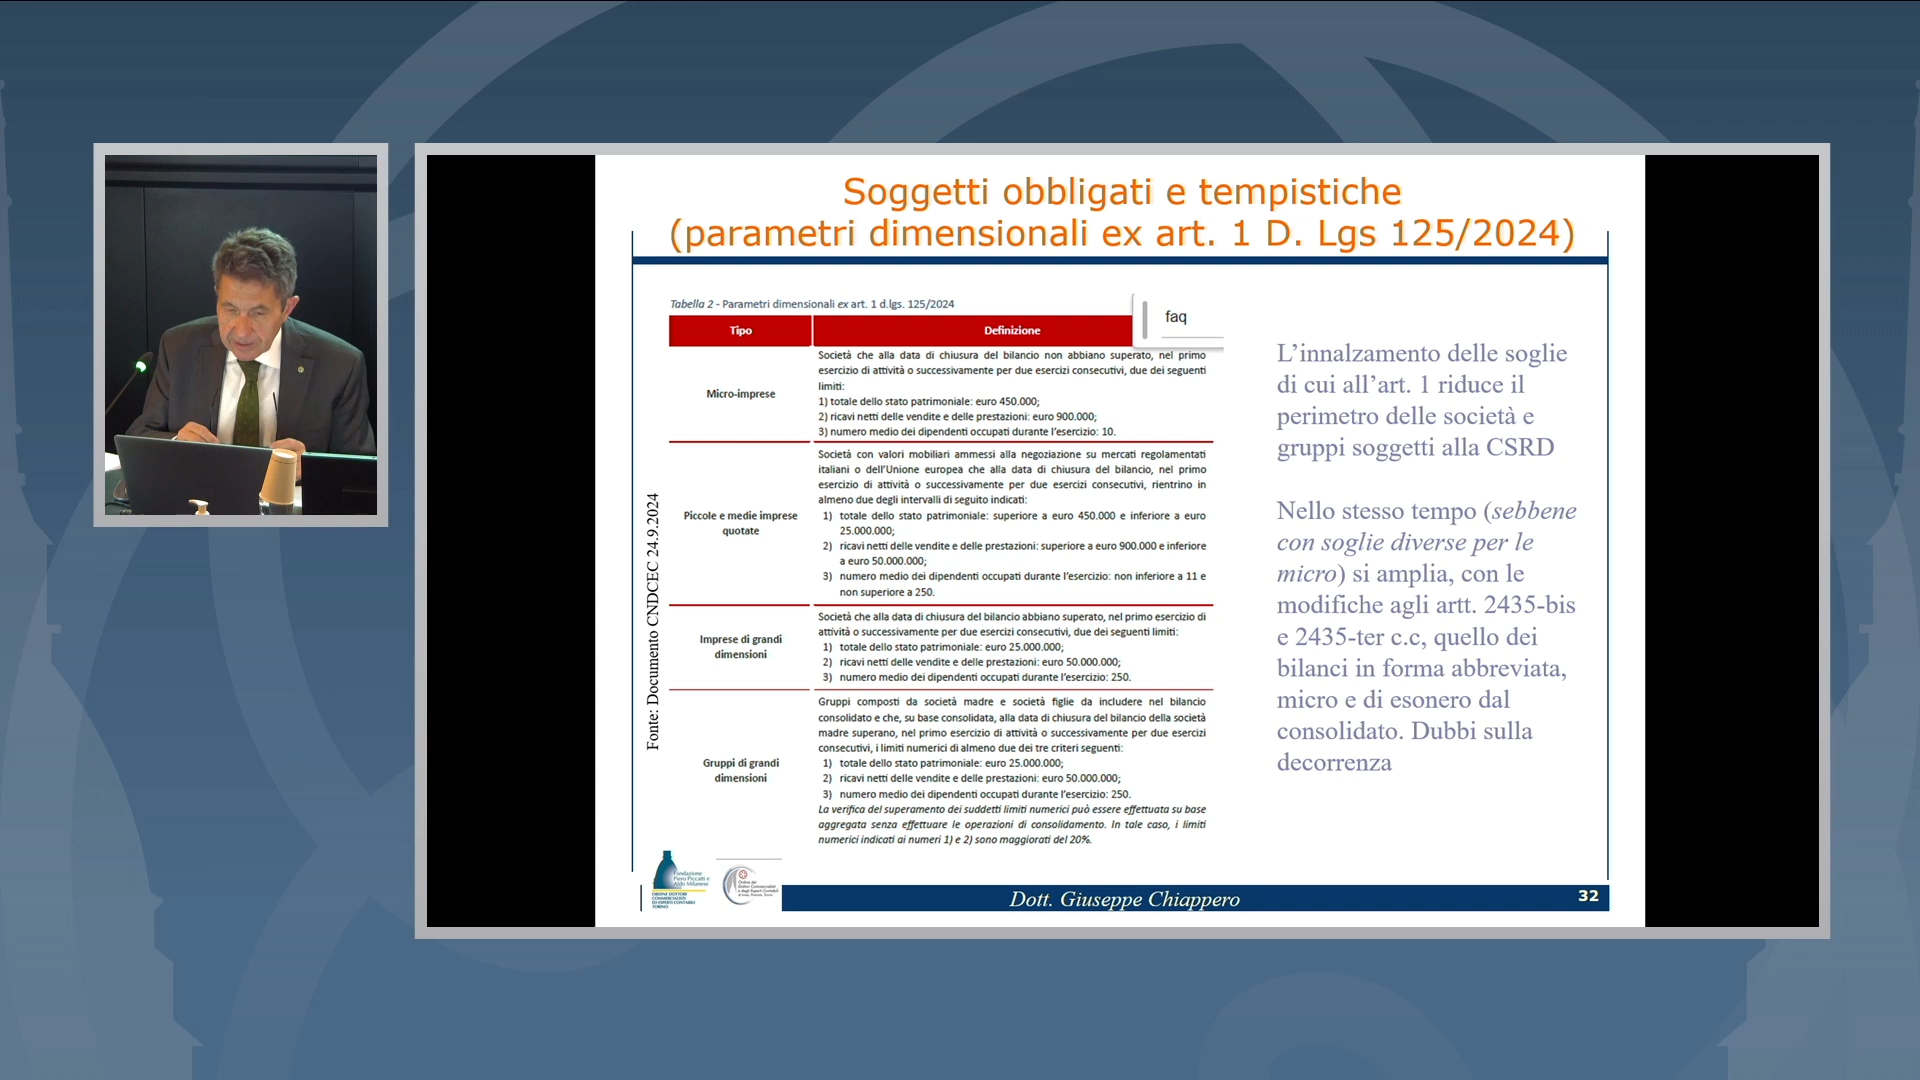 Soggetti obbligati e tempistiche
(parametri dimensionali ex art. 1 D. Lgs 125/2024)
Tabella 2 - Parametri dimensionali ex art. 1 d.lgs. 125/2024
faq
Tipo
Definizione
Micro-imprese
Società che alla data di chiusura del bilancio non abbiano superato, nel primo
esercizio di attività o successivamente per due esercizi consecutivi, due dei seguenti
limiti:
1) totale dello stato patrimoniale: euro 450.000;
2) ricavi netti delle vendite e delle prestazioni: euro 900.000;
3) numero medio dei dipendenti occupati durante l'esercizio: 10.
Piccole e medie imprese
quotate
Società con valori mobiliari ammessi alla negoziazione su mercati regolamentati
italiani o dell'Unione europea che alla data di chiusura del bilancio, nel primo
esercizio di attività o successivamente per due esercizi consecutivi, rientrino in
almeno due degli intervalli di seguito indicati:
1) totale dello stato patrimoniale: superiore a euro 450.000 e inferiore a euro
25.000.000;
2) ricavi netti delle vendite e delle prestazioni: superiore a euro 900.000 e inferiore
a euro 50.000.000;
3) numero medio dei dipendenti occupati durante l'esercizio: non inferiore a 11 e
non superiore a 250.
Imprese di grandi
dimensioni
Società che alla data di chiusura del bilancio abbiano superato, nel primo esercizio di
attività o successivamente per due esercizi consecutivi, due dei seguenti limiti:
1) totale dello stato patrimoniale: euro 25.000.000;
2) ricavi netti delle vendite e delle prestazioni: euro 50.000.000;
3) numero medio dei dipendenti occupati durante l'esercizio: 250.
Gruppi di grandi
dimensioni
Gruppi composti da società madre e società figlie da includere nel bilancio
consolidato e che, su base consolidata, alla data di chiusura del bilancio della società
madre superano, nel primo esercizio di attività o successivamente per due esercizi
consecutivi, i limiti numerici di almeno due dei tre criteri seguenti:
1) totale dello stato patrimoniale: euro 25.000.000;
2) ricavi netti delle vendite e delle prestazioni: euro 50.000.000;
3) numero medio dei dipendenti occupati durante l'esercizio: 250.
La verifica del superamento dei suddetti limiti numerici può essere effettuata su base
aggregata senza effettuare le operazioni di consolidamento. In tale caso, i limiti
numerici indicati ai numeri 1) e 2) sono maggiorati del 20%.
Fonte: Documento CNDCEC 24.9.2024
L'innalzamento delle soglie
di cui all'art. 1 riduce il
perimetro delle società e
gruppi soggetti alla CSRD
Nello stesso tempo (sebbene
con soglie diverse per le
micro) si amplia, con le
modifiche agli artt. 2435-bis
e 2435-ter c.c, quello dei
bilanci in forma abbreviata,
micro e di esonero dal
consolidato. Dubbi sulla
decorrenza
Fondazione
Piero Piccatti e
Aldo Milanese
ORDINE DOTTORI
COMMERCIALISTI
ED ESPERTI CONTABILI
TORINO
Dott. Giuseppe Chiappero
32